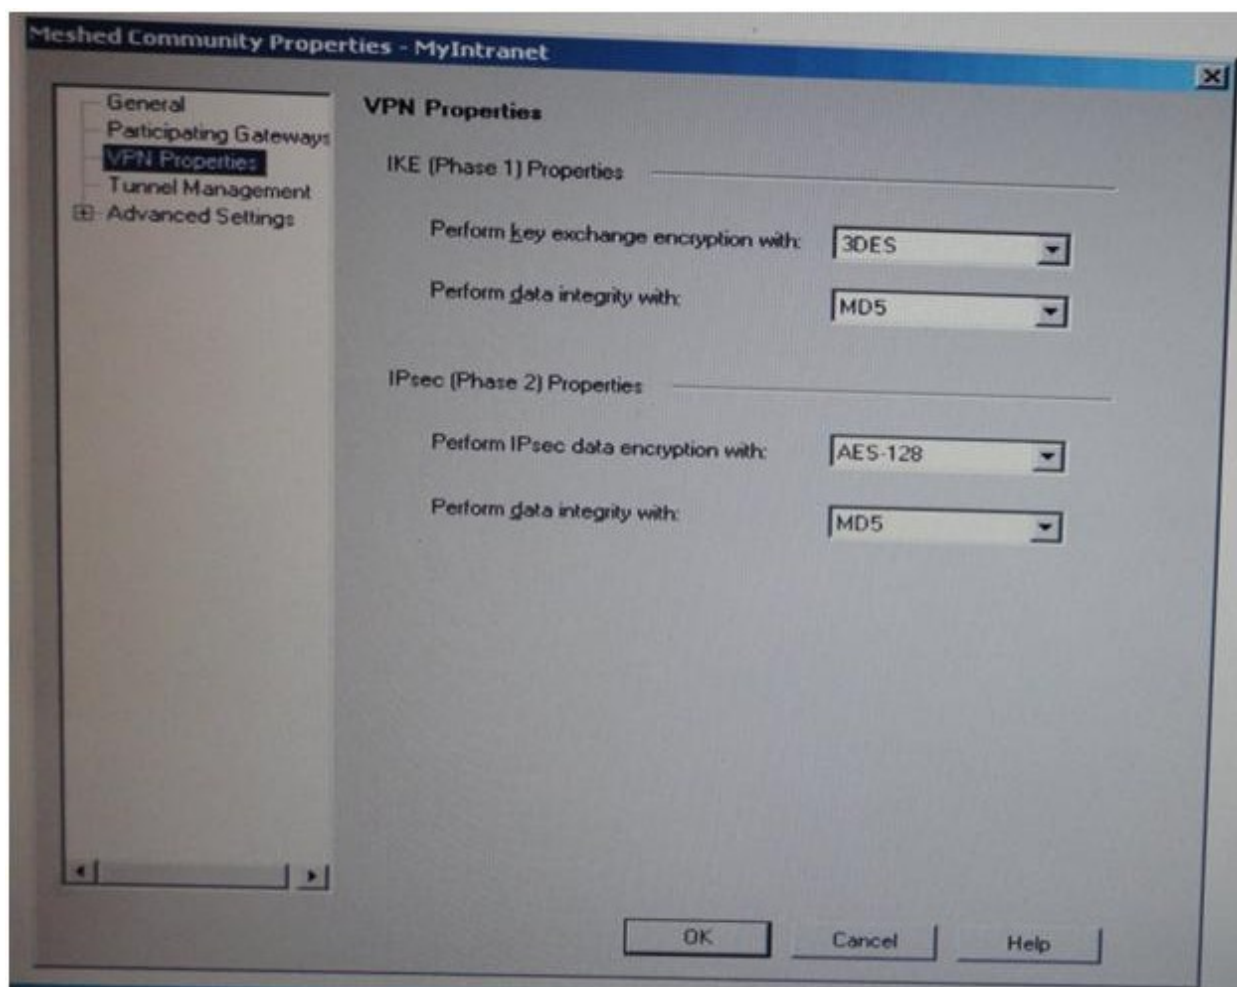 Meshed Community Properties - MyIntranet
General
Participating Gateways
VPN Properties
Tunnel Management
Advanced Settings
VPN Properties
IKE (Phase 1) Properties
Perform key exchange encryption with: 3DES
Perform data integrity with: MD5
IPsec (Phase 2) Properties
Perform IPsec data encryption with: AES-128
Perform data integrity with: MD5
OK Cancel Help